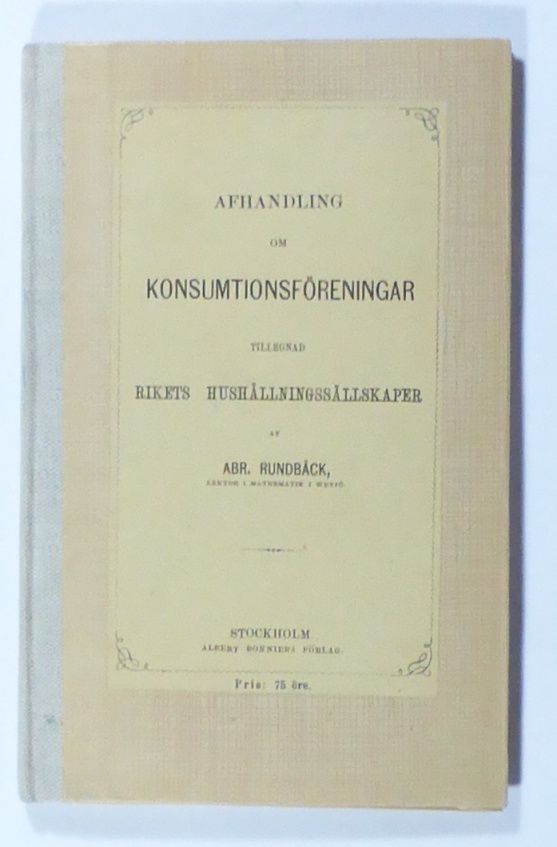 AFHANDLING
OM
KONSUMTIONSFÖRENINGAR
TILLEGNAD
RIKETS HUSHÅLLNINGSSÄLLSKAPER
AF
ABR. RUNDBÄCK,
LEKTOR I MATHEMATIK I WEXIÖ.
STOCKHOLM
ALBERT BONNIERS FÖRLAG.
Pris: 75 öre.